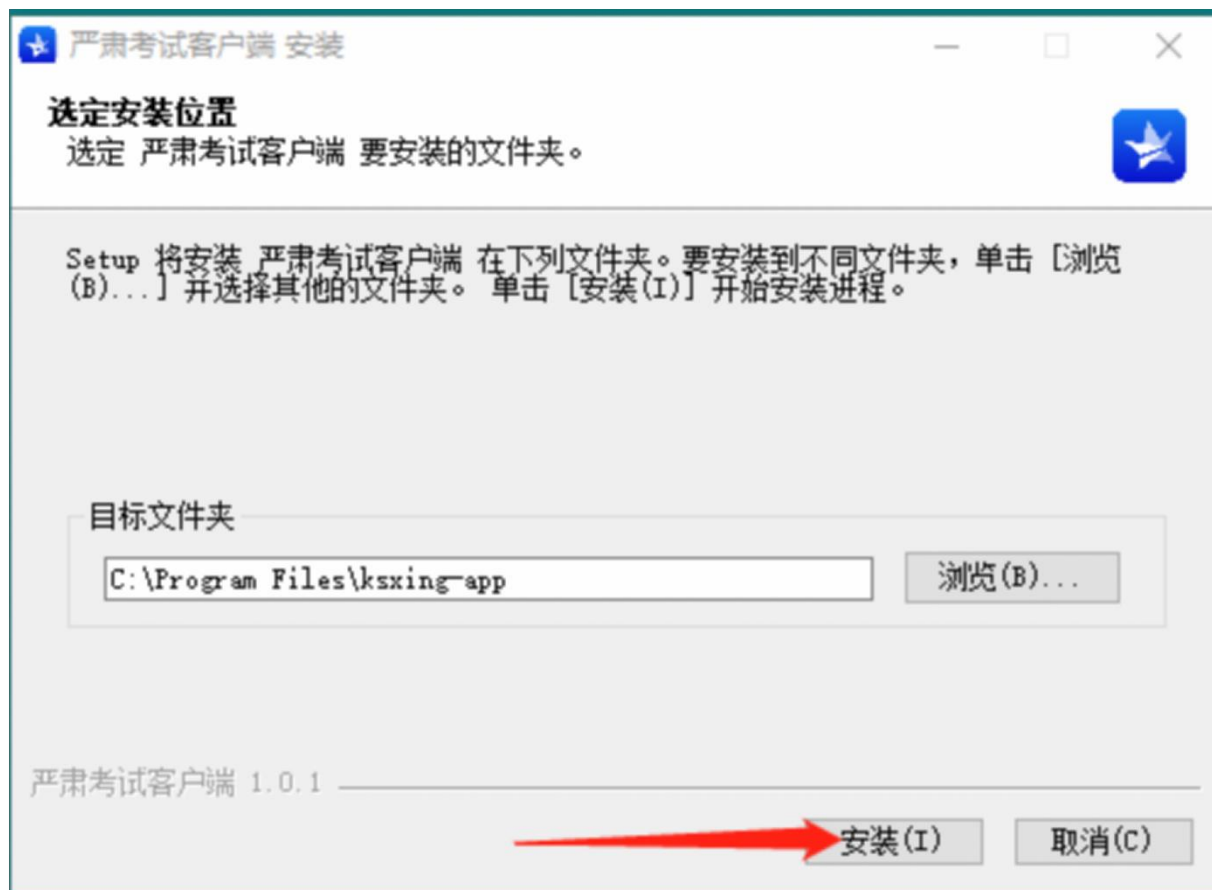 严肃考试客户端 安装
选定安装位置
选定 严肃考试客户端 要安装的文件夹。
Setup 将安装 严肃考试客户端 在下列文件夹。要安装到不同文件夹，单击 [浏览
(B)...] 并选择其他的文件夹。 单击 [安装(I)] 开始安装进程。
目标文件夹
C:\Program Files\ksxing-app
浏览(B)...
严肃考试客户端 1.0.1
安装(I)
取消(C)